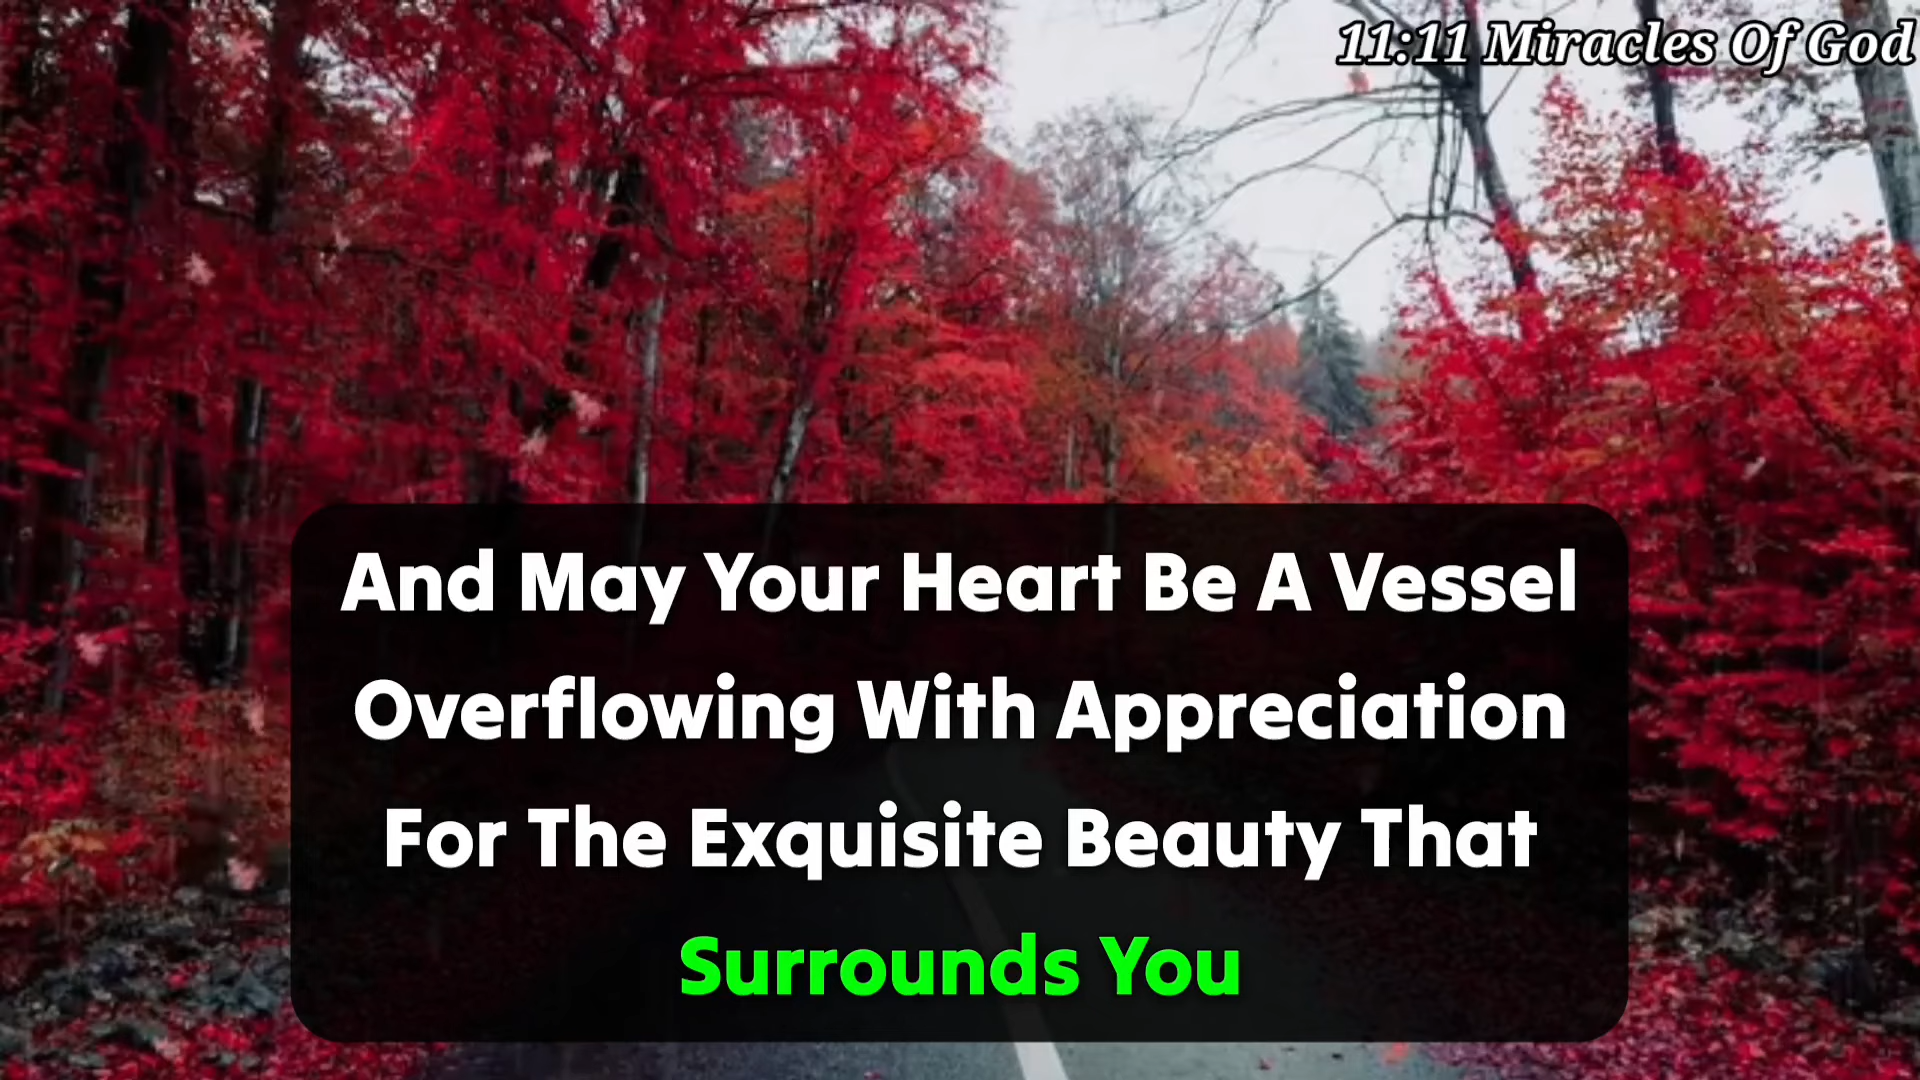 11:11 Miracles Of God
And May Your Heart Be A Vessel
Overflowing With Appreciation
For The Exquisite Beauty That
Surrounds You